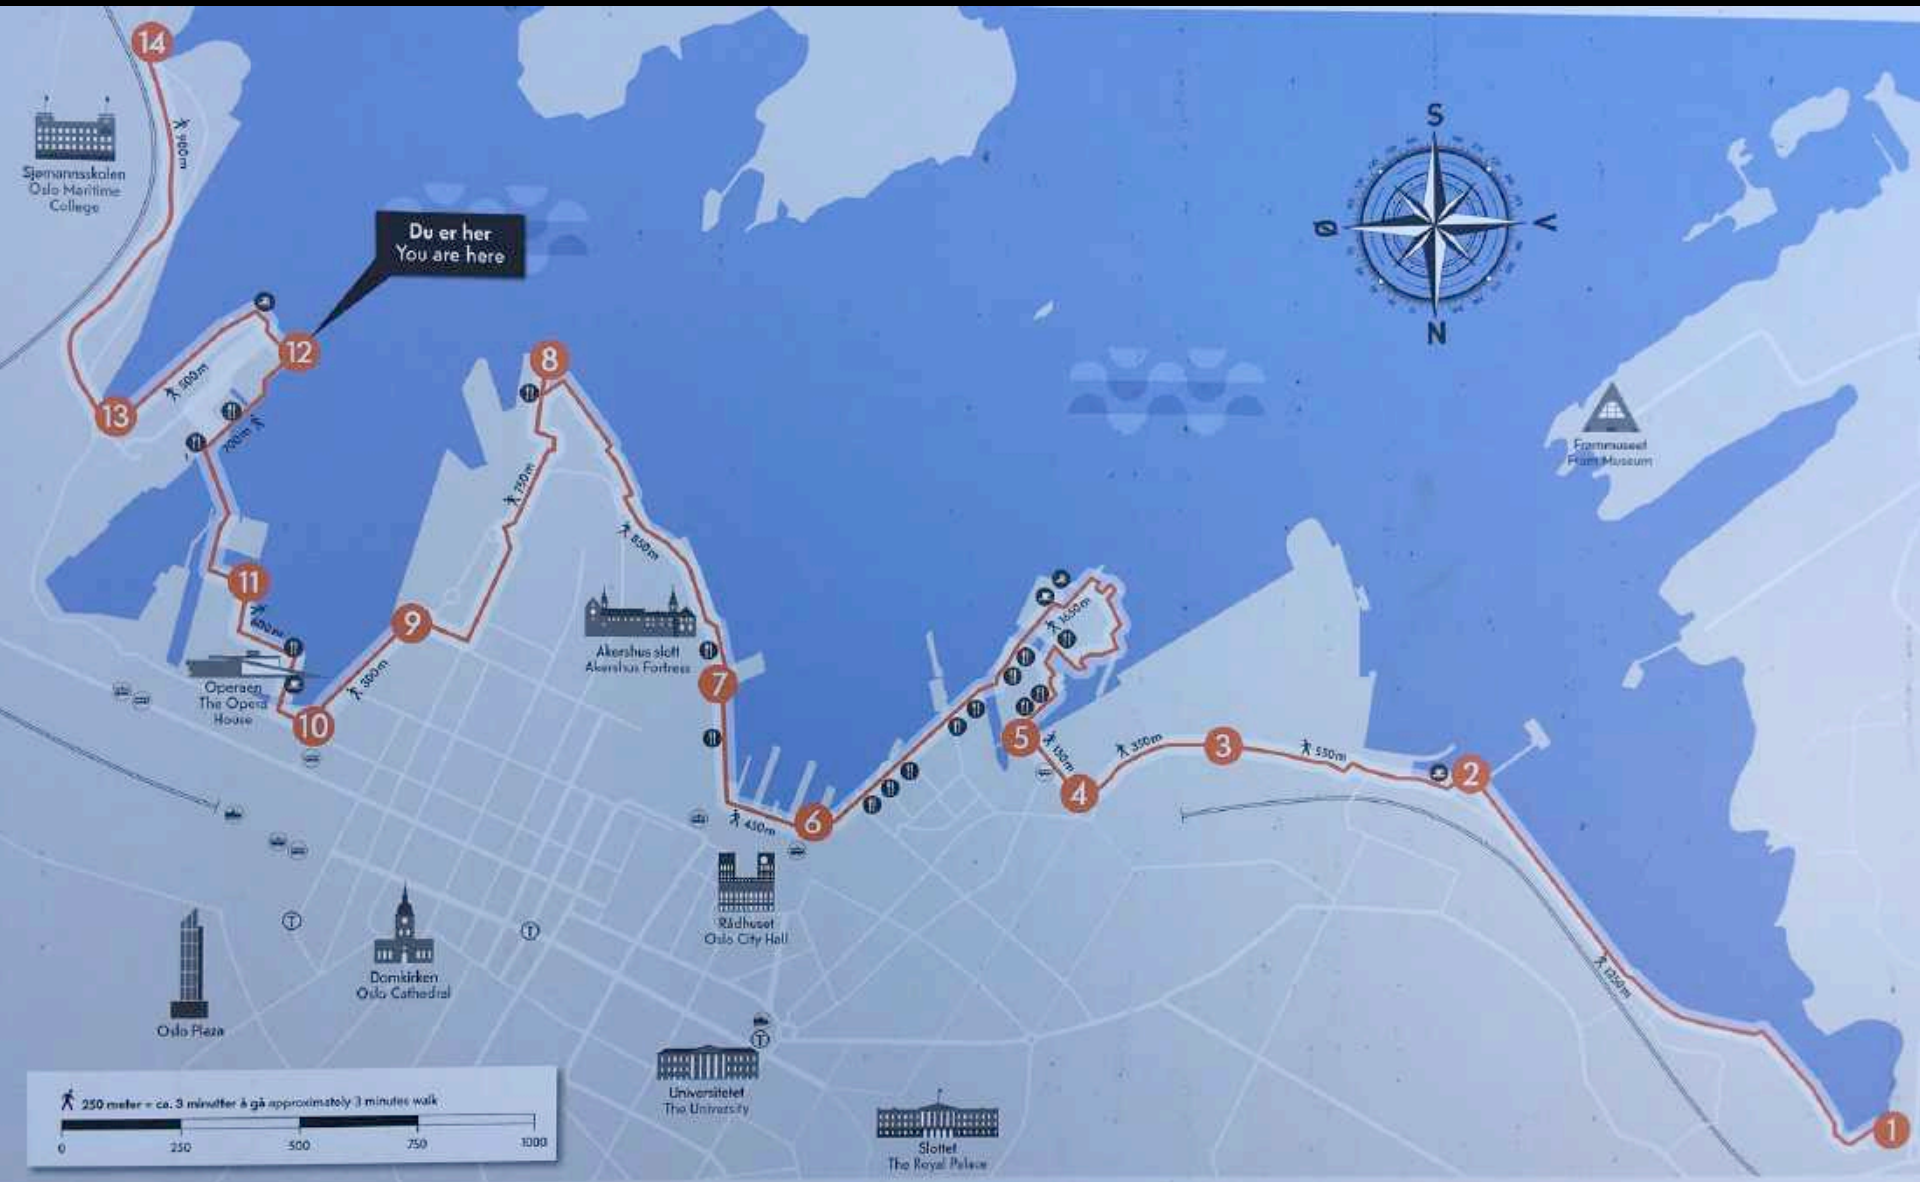 14
900m
Sjømannsskolen
Oslo Maritime
College
Du er her
You are here
12
500m
13
700m
11
600m
Operaen
The Opera
House
10
300m
9
8
750m
850m
Akershus slott
Akershus Fortress
7
450m
6
Rådhuset
Oslo City Hall
1650m
5
150m
4
350m
3
550m
2
1250m
1
S
Ø
V
N
Frammuseet
Fram Museum
Oslo Plaza
Domkirken
Oslo Cathedral
T
T
T
Universitetet
The University
Slottet
The Royal Palace
250 meter = ca. 3 minutter å gå approximately 3 minutes walk
0 250 500 750 1000